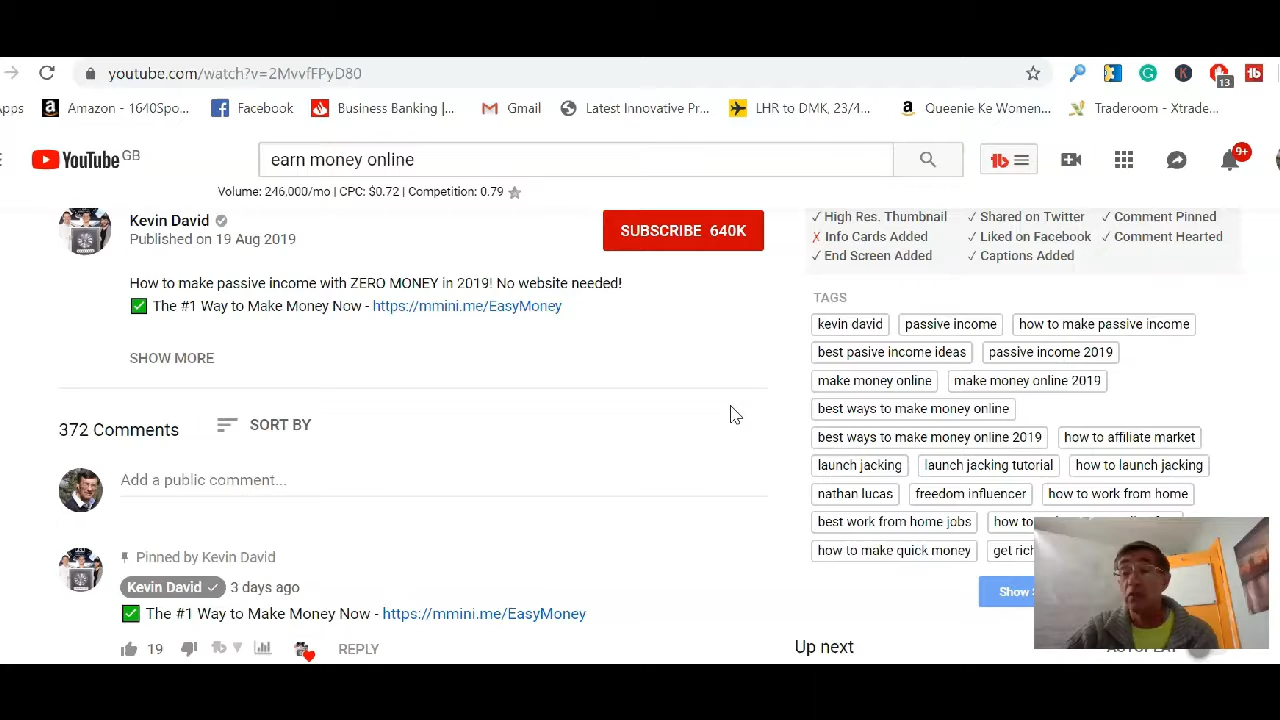 youtube.com/watch?v=2MvvfFPyD80
13
Apps
Amazon - 16405po...
Facebook
Business Banking |...
Gmail
Latest Innovative Pr...
LHR to DMK, 23/4...
Queenie Ke Women...
Traderoom - Xtrade...
YouTube GB
earn money online
tb
9+
Volume: 246,000/mo | CPC: $0.72 | Competition: 0.79
Kevin David
Published on 19 Aug 2019
SUBSCRIBE 640K
How to make passive income with ZERO MONEY in 2019! No website needed!
The #1 Way to Make Money Now - https://mmini.me/EasyMoney
SHOW MORE
372 Comments
SORT BY
Add a public comment...
Pinned by Kevin David
Kevin David 3 days ago
The #1 Way to Make Money Now - https://mmini.me/EasyMoney
19
REPLY
✓ High Res. Thumbnail ✓ Shared on Twitter ✓ Comment Pinned
✗ Info Cards Added ✓ Liked on Facebook ✓ Comment Hearted
✓ End Screen Added ✓ Captions Added
TAGS
kevin david passive income how to make passive income
best pasive income ideas passive income 2019
make money online make money online 2019
best ways to make money online
best ways to make money online 2019 how to affiliate market
launch jacking launch jacking tutorial how to launch jacking
nathan lucas freedom influencer how to work from home
best work from home jobs how to
how to make quick money get rich
Show
Up next
AUTOPLAY